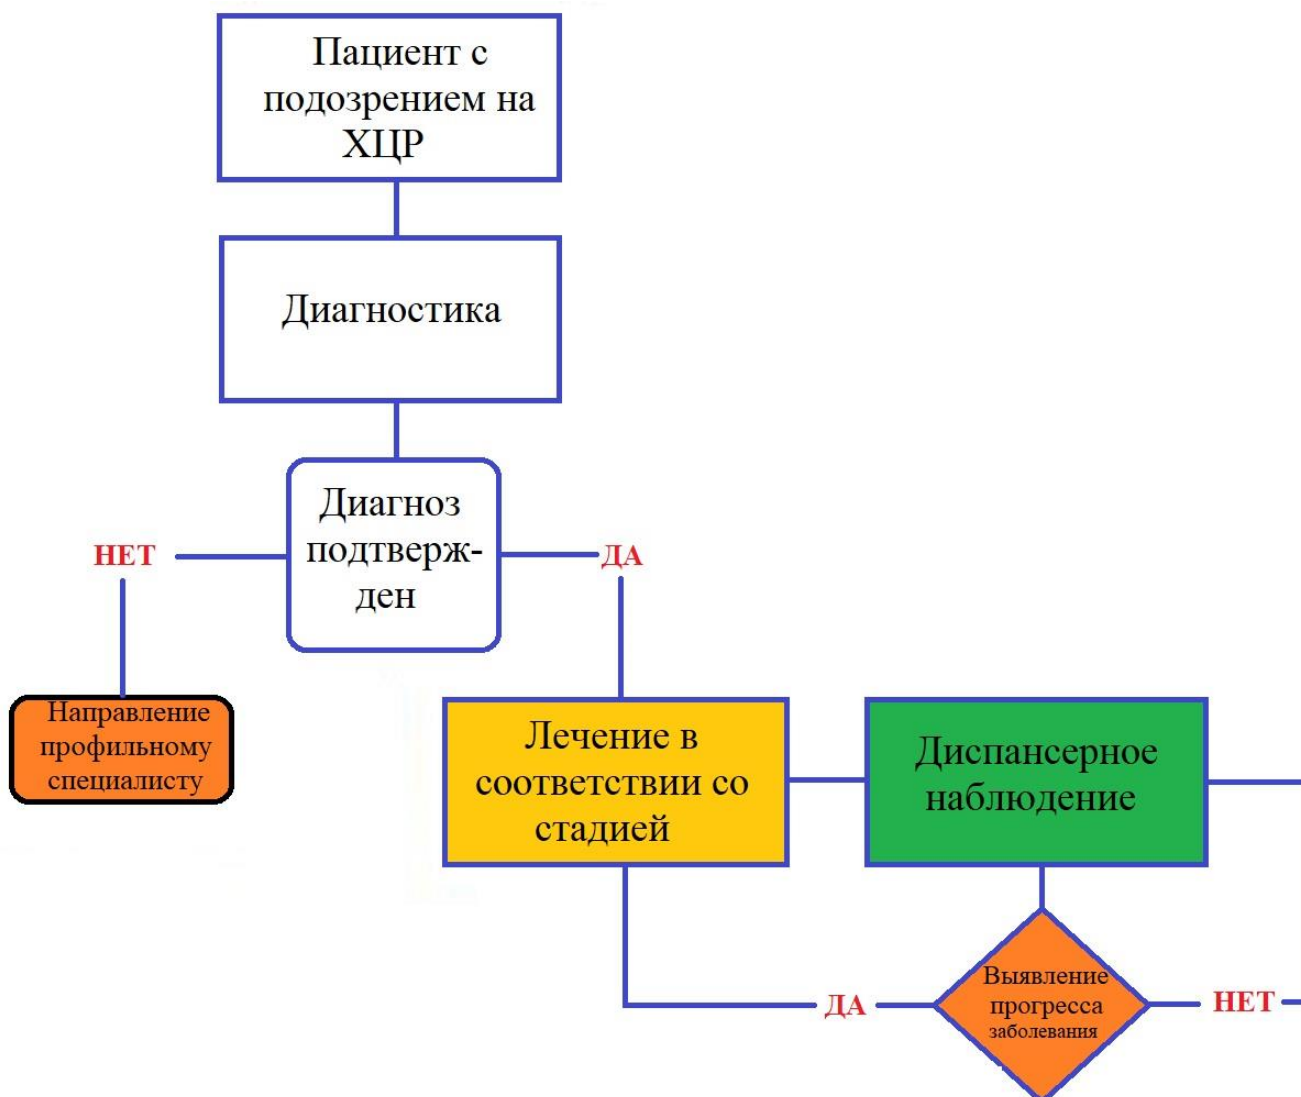 Пациент с
подозрением на
ХЦР
Диагностика
Диагноз
подтверж-
ден
НЕТ
ДА
Направление
профильному
специалисту
Лечение в
соответствии со
стадией
Диспансерное
наблюдение
Выявление
прогресса
заболевания
ДА
НЕТ